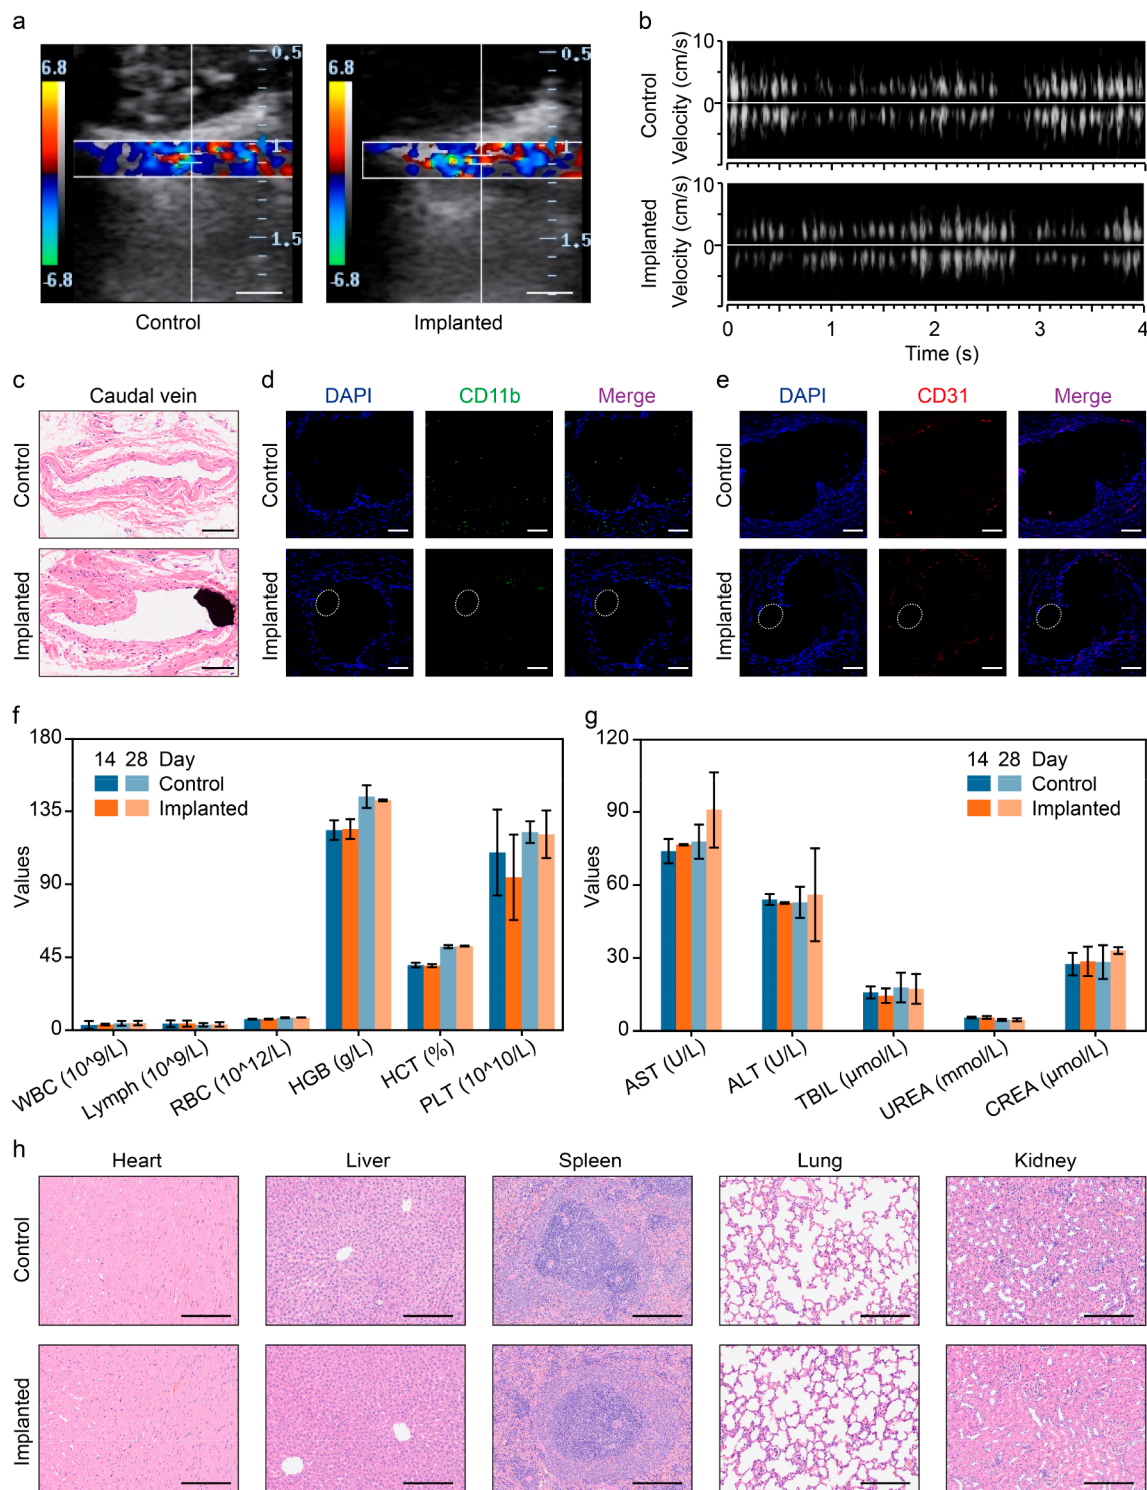 a
6.8
-6.8
0.5
1
1.5
Control
6.8
-6.8
0.5
1
1.5
Implanted
b
Control
Velocity (cm/s)
10
0
Implanted
Velocity (cm/s)
10
0
0 1 2 3 4
Time (s)
c
Caudal vein
Control
Implanted
d
DAPI CD11b Merge
Control
Implanted
e
DAPI CD31 Merge
Control
Implanted
f
Values
180
135
90
45
0
14 28 Day
Control
Implanted
WBC (10^9/L)
Lymph (10^9/L)
RBC (10^12/L)
HGB (g/L)
HCT (%)
PLT (10^10/L)
g
Values
120
90
60
30
0
14 28 Day
Control
Implanted
AST (U/L)
ALT (U/L)
TBIL (μmol/L)
UREA (mmol/L)
CREA (μmol/L)
h
Heart Liver Spleen Lung Kidney
Control
Implanted